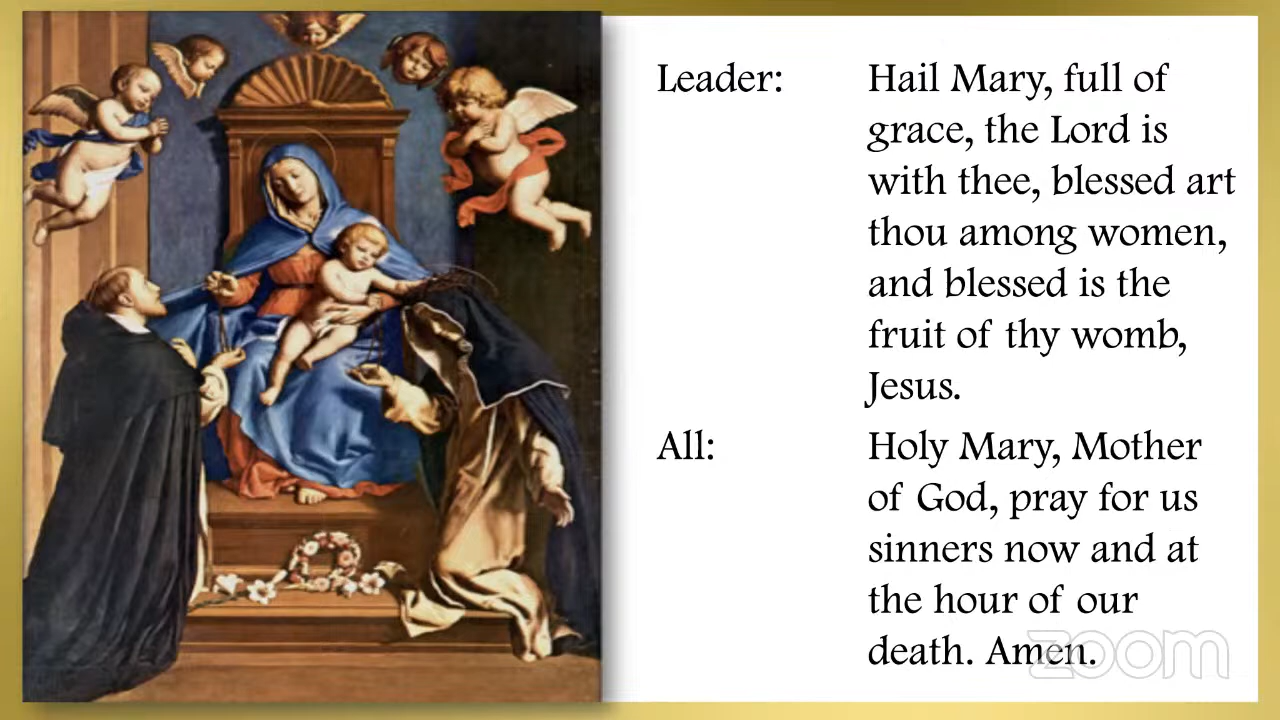 Leader: Hail Mary, full of
grace, the Lord is
with thee, blessed art
thou among women,
and blessed is the
fruit of thy womb,
Jesus.
All: Holy Mary, Mother
of God, pray for us
sinners now and at
the hour of our
death. Amen.
zoom